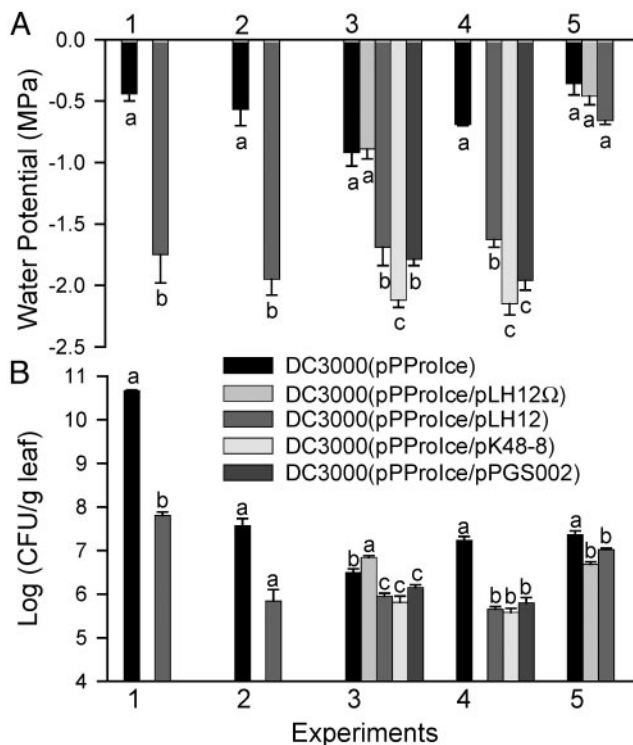 A
1 2 3 4 5
Water Potential (MPa)
0.0
-0.5
-1.0
-1.5
-2.0
-2.5
a b a b a a b c b a b c c a a a
B
Log (CFU/g leaf)
11
10
9
8
7
6
5
4
DC3000(pPProIce)
DC3000(pPProIce/pLH12Ω)
DC3000(pPProIce/pLH12)
DC3000(pPProIce/pK48-8)
DC3000(pPProIce/pPGS002)
a b a a b a c c c a b b b a b b
1 2 3 4 5
Experiments